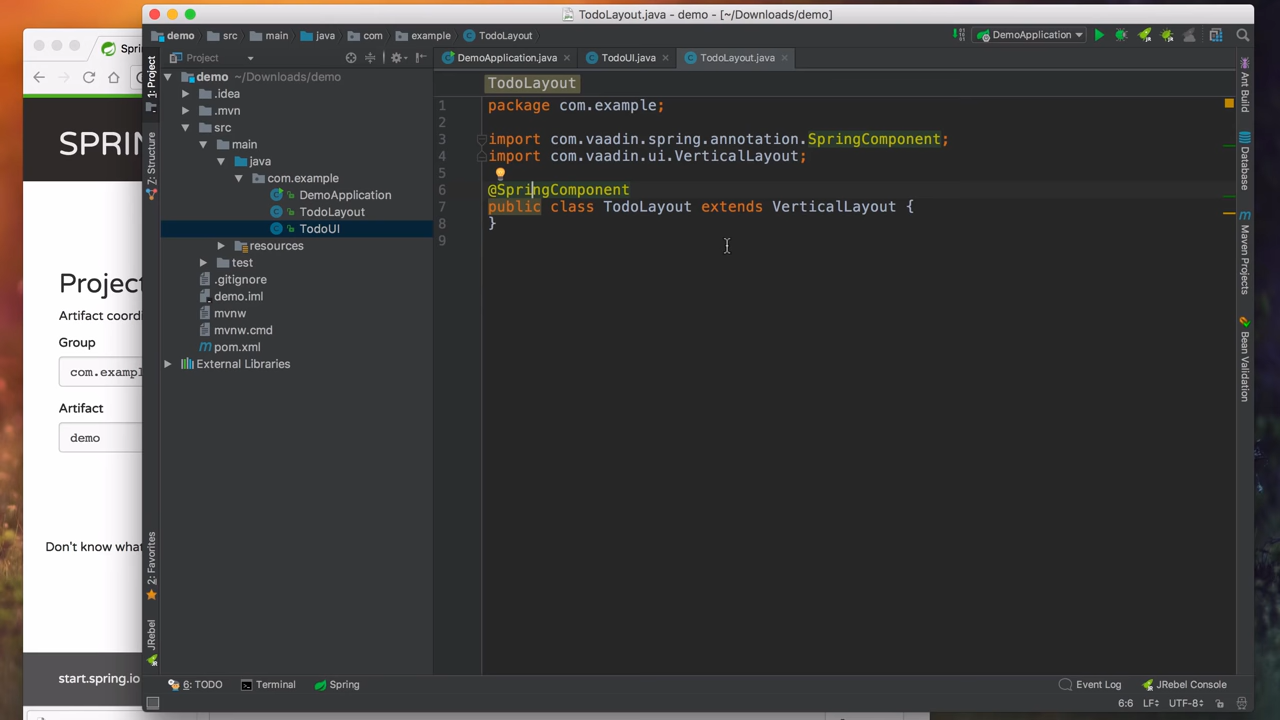 TodoLayout.java - demo - [~/Downloads/demo]
demo src main java com example TodoLayout
DemoApplication
Project
DemoApplication.java TodoUI.java TodoLayout.java
1: Project
7: Structure
2: Favorites
JRebel
demo ~/Downloads/demo
.idea
.mvn
src
main
java
com.example
DemoApplication
TodoLayout
TodoUI
resources
test
.gitignore
demo.iml
mvnw
mvnw.cmd
pom.xml
External Libraries
TodoLayout
1 package com.example;
2
3 import com.vaadin.spring.annotation.SpringComponent;
4 import com.vaadin.ui.VerticalLayout;
5
6 @SpringComponent
7 public class TodoLayout extends VerticalLayout {
8 }
9
Ant Build
Database
Maven Projects
Bean Validation
6: TODO Terminal Spring Event Log JRebel Console
6:6 LF UTF-8
Sprin
SPRIN
Project
Artifact coordi
Group
com.exampl
Artifact
demo
Don't know what
start.spring.io